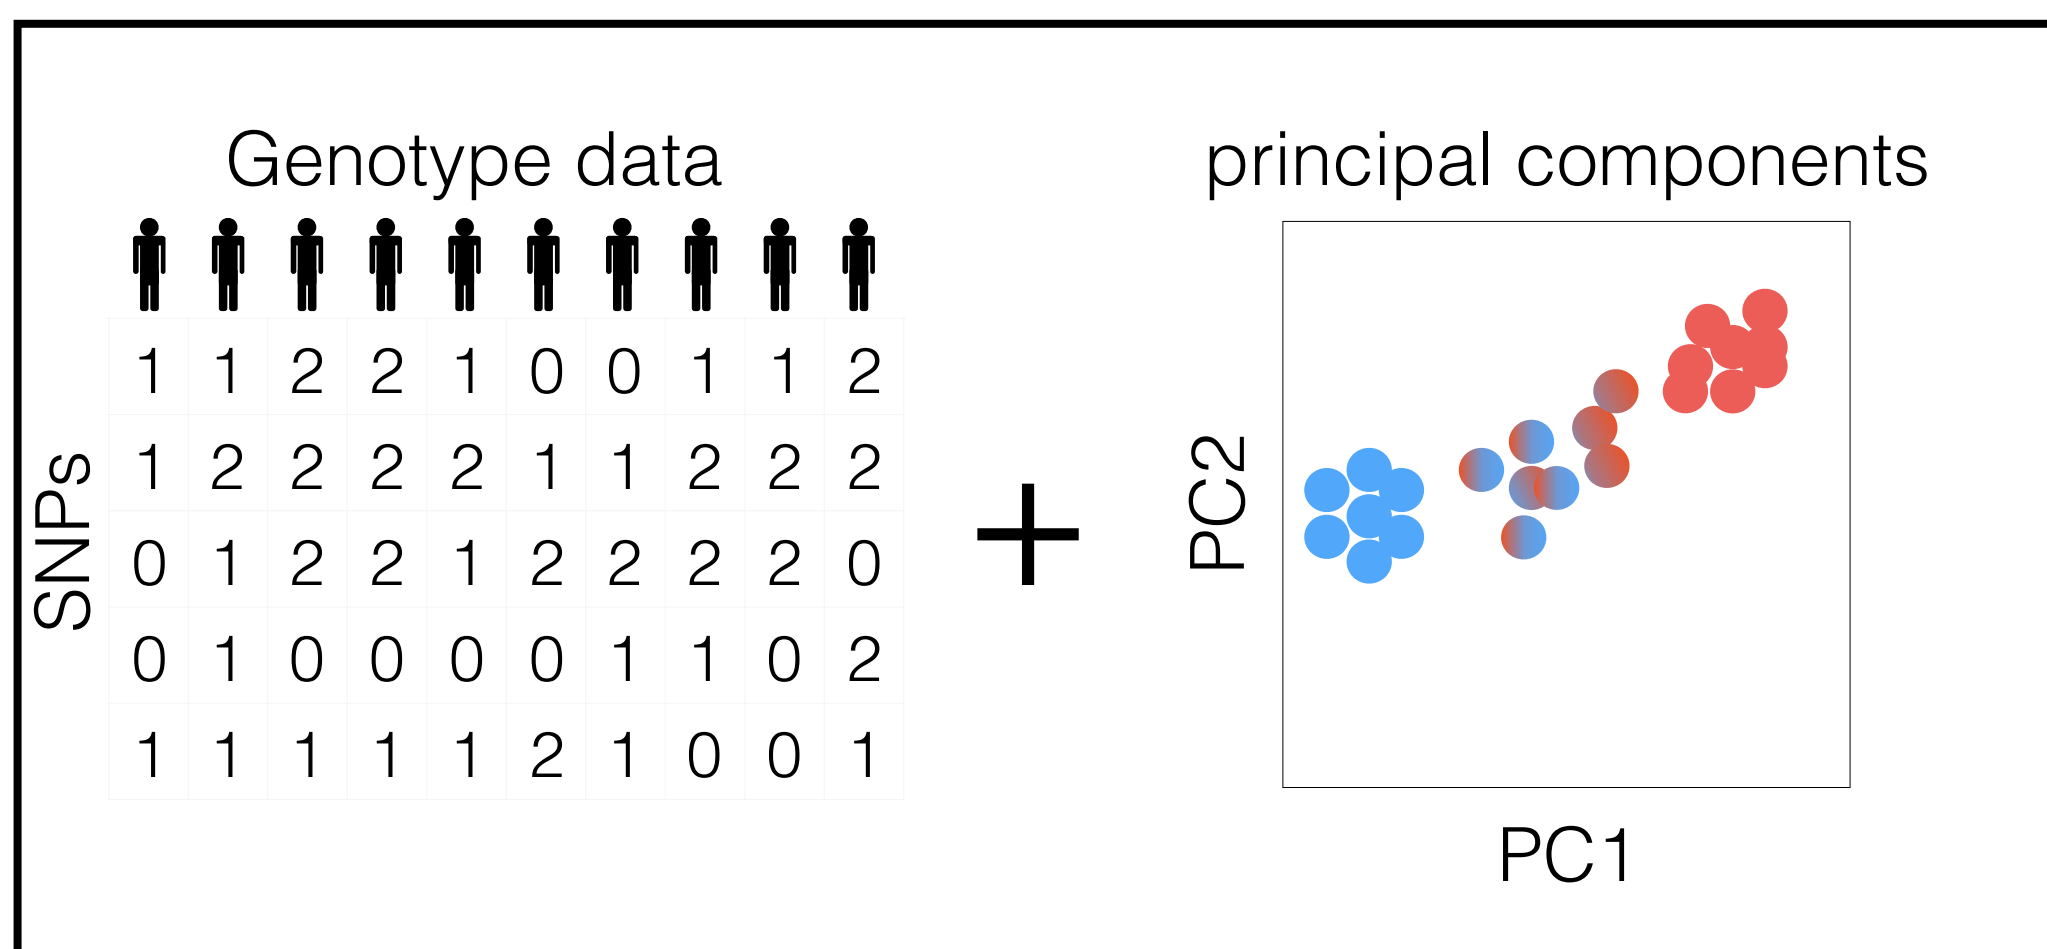 Genotype data
SNPs
1 1 2 2 1 0 0 1 1 2
1 2 2 2 2 1 1 2 2 2
0 1 2 2 1 2 2 2 2 0
0 1 0 0 0 0 1 1 0 2
1 1 1 1 1 2 1 0 0 1
+
principal components
PC2
PC1